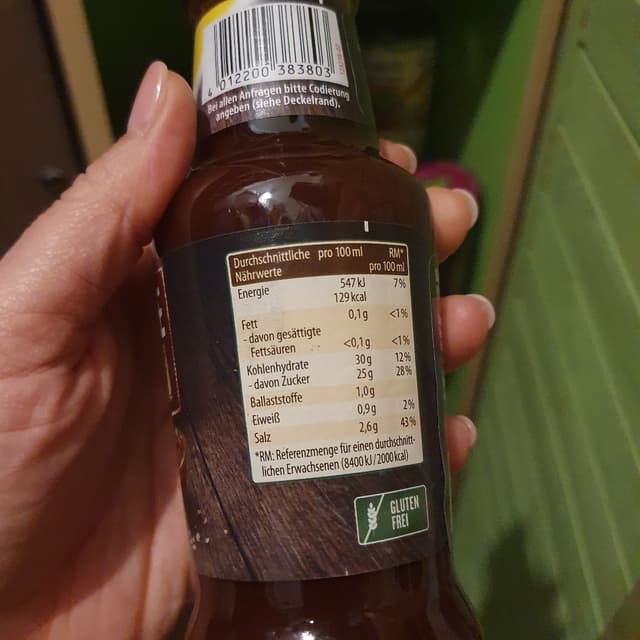 4 012200 383803
Bei allen Anfragen bitte Codierung
angeben (siehe Deckelrand).
Durchschnittliche pro 100 ml RM*
Nährwerte pro 100 ml
Energie 547 kJ 7%
129 kcal
Fett 0,1 g <1%
- davon gesättigte
Fettsäuren <0,1 g <1%
Kohlenhydrate 30 g 12%
- davon Zucker 25 g 28%
Ballaststoffe 1,0 g
Eiweiß 0,9 g 2%
Salz 2,6 g 43%
*RM: Referenzmenge für einen durchschnitt-
lichen Erwachsenen (8400 kJ/2000 kcal)
GLUTEN
FREI